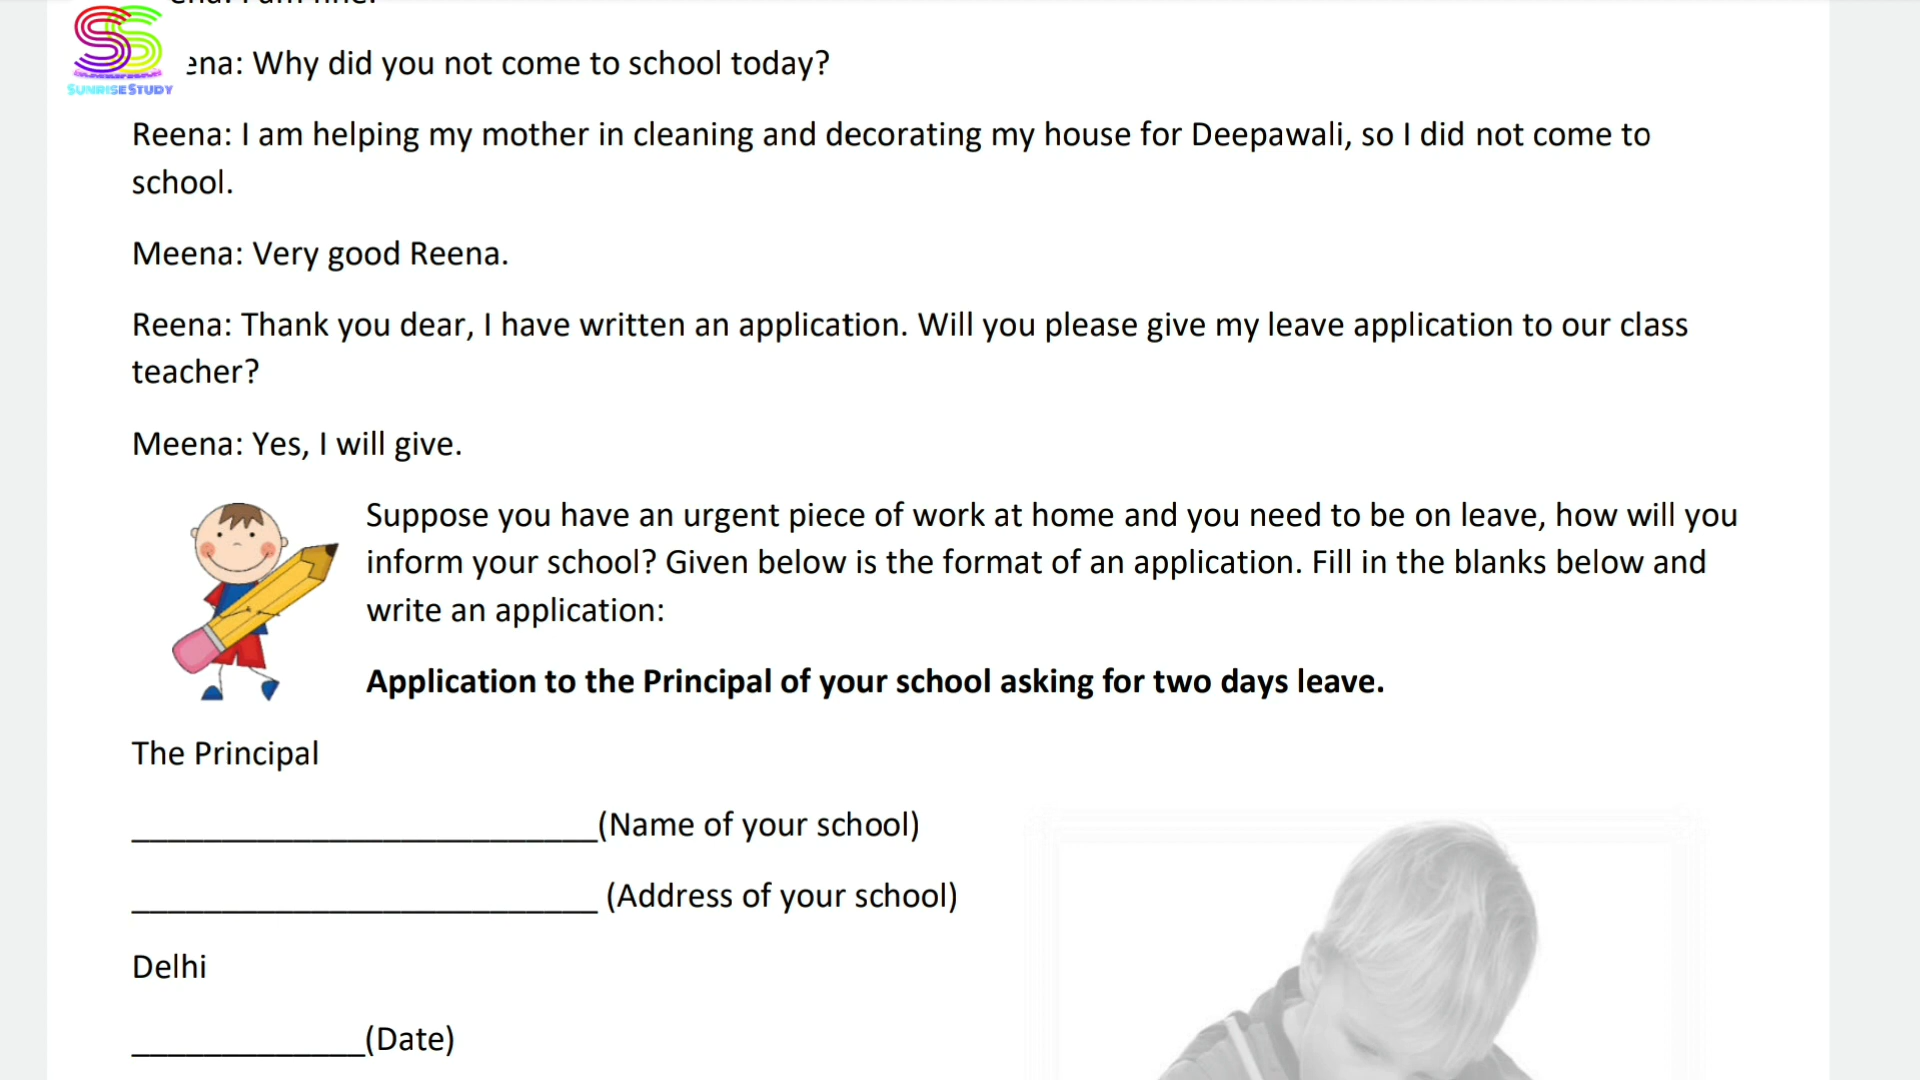 SUNRISESTUDY
Why did you not come to school today?
Reena: I am helping my mother in cleaning and decorating my house for Deepawali, so I did not come to
school.
Meena: Very good Reena.
Reena: Thank you dear, I have written an application. Will you please give my leave application to our class
teacher?
Meena: Yes, I will give.
Suppose you have an urgent piece of work at home and you need to be on leave, how will you
inform your school? Given below is the format of an application. Fill in the blanks below and
write an application:
Application to the Principal of your school asking for two days leave.
The Principal
____________________________(Name of your school)
____________________________ (Address of your school)
Delhi
______________(Date)